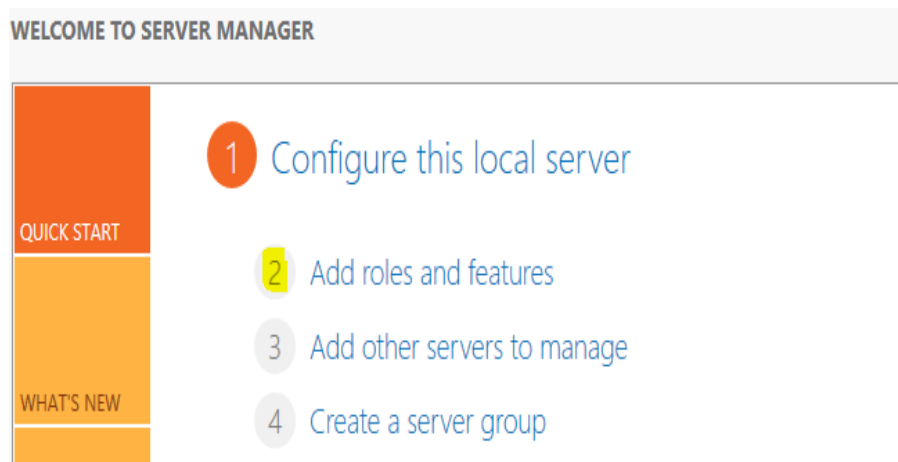 WELCOME TO SERVER MANAGER
1 Configure this local server
QUICK START
2 Add roles and features
3 Add other servers to manage
WHAT'S NEW
4 Create a server group